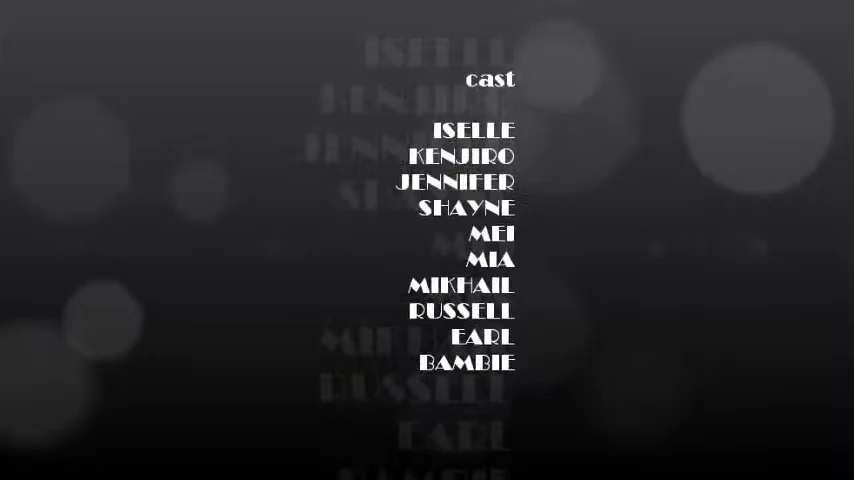 cast
ISELLE
KENJIRO
JENNIFER
SHAYNE
MEI
MIA
MIKHAIL
RUSSELL
EARL
BAMBIE